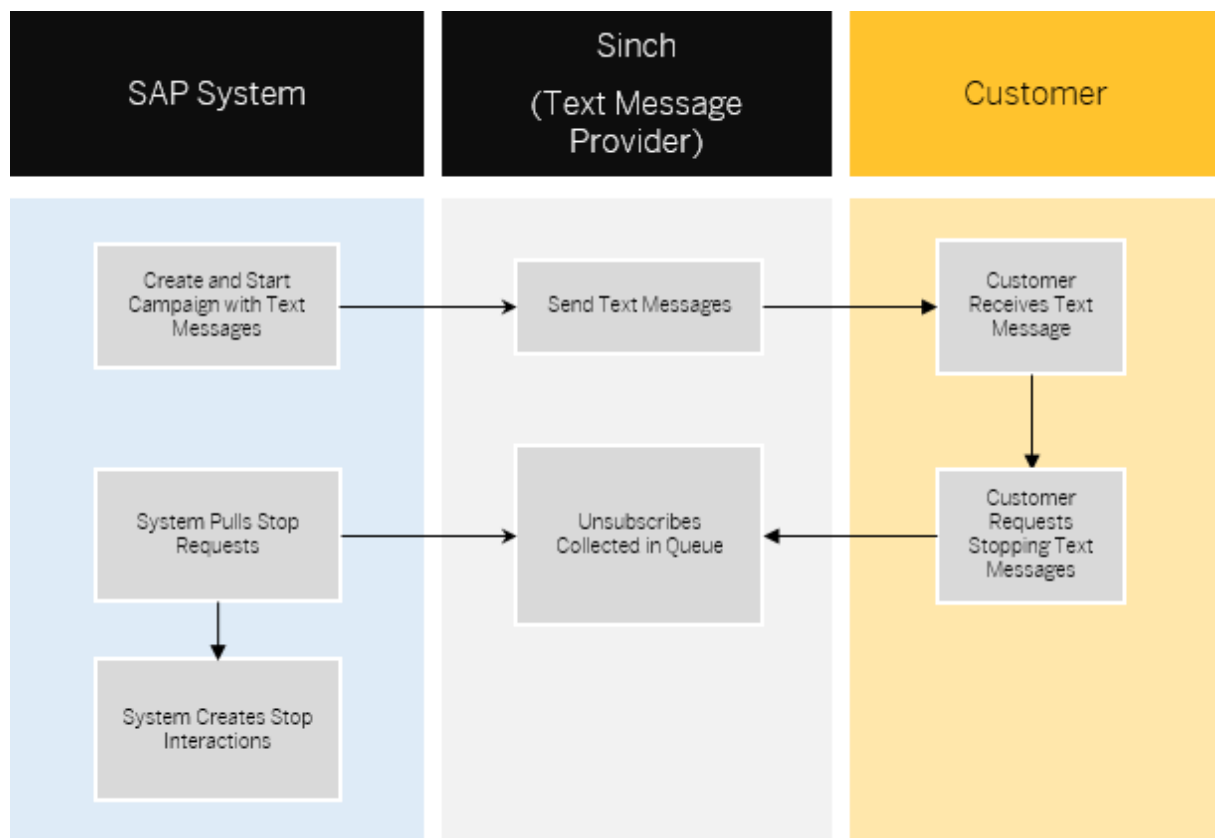 SAP System
Sinch
(Text Message
Provider)
Customer
Create and Start
Campaign with Text
Messages
Send Text Messages
Customer
Receives Text
Message
System Pulls Stop
Requests
Unsubscribes
Collected in Queue
Customer
Requests
Stopping Text
Messages
System Creates Stop
Interactions